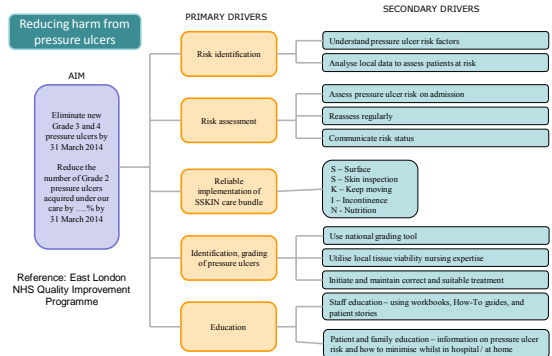 Reducing harm from
pressure ulcers
PRIMARY DRIVERS
SECONDARY DRIVERS
AIM
Eliminate new
Grade 3 and 4
pressure ulcers by
31 March 2014
Reduce the
number of Grade 2
pressure ulcers
acquired under our
care by ....% by
31 March 2014
Reference: East London
NHS Quality Improvement
Programme
Risk identification
Understand pressure ulcer risk factors
Analyse local data to assess patients at risk
Risk assessment
Assess pressure ulcer risk on admission
Reassess regularly
Communicate risk status
Reliable
implementation of
SSKIN care bundle
S – Surface
S – Skin inspection
K – Keep moving
I – Incontinence
N - Nutrition
Identification, grading
of pressure ulcers
Use national grading tool
Utilise local tissue viability nursing expertise
Initiate and maintain correct and suitable treatment
Education
Staff education – using workbooks, How-To guides, and
patient stories
Patient and family education – information on pressure ulcer
risk and how to minimise whilst in hospital / at home